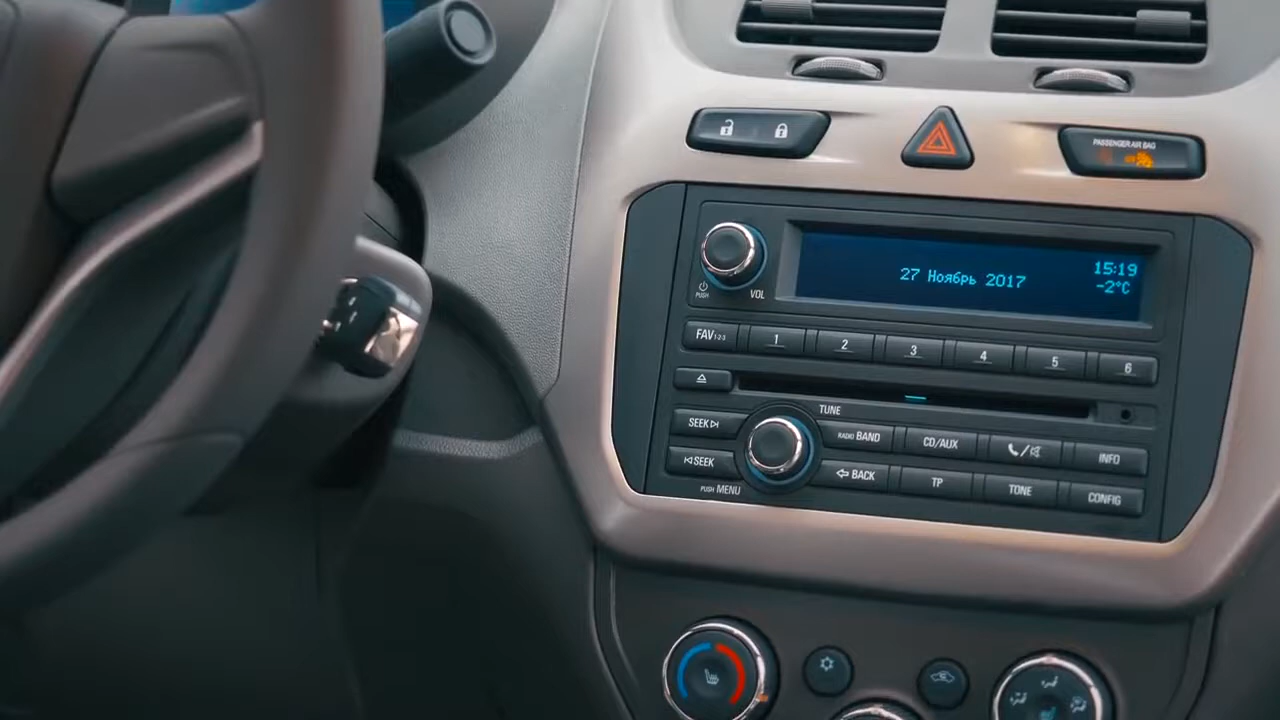 PASSENGER AIR BAG
OFF
15:19
27 Ноябрь 2017
-2°C
PUSH
VOL
FAV1-2-3
1
2
3
4
5
6
TUNE
SEEK
RADIO BAND
CD/AUX
INFO
SEEK
BACK
TP
TONE
CONFIG
PUSH MENU